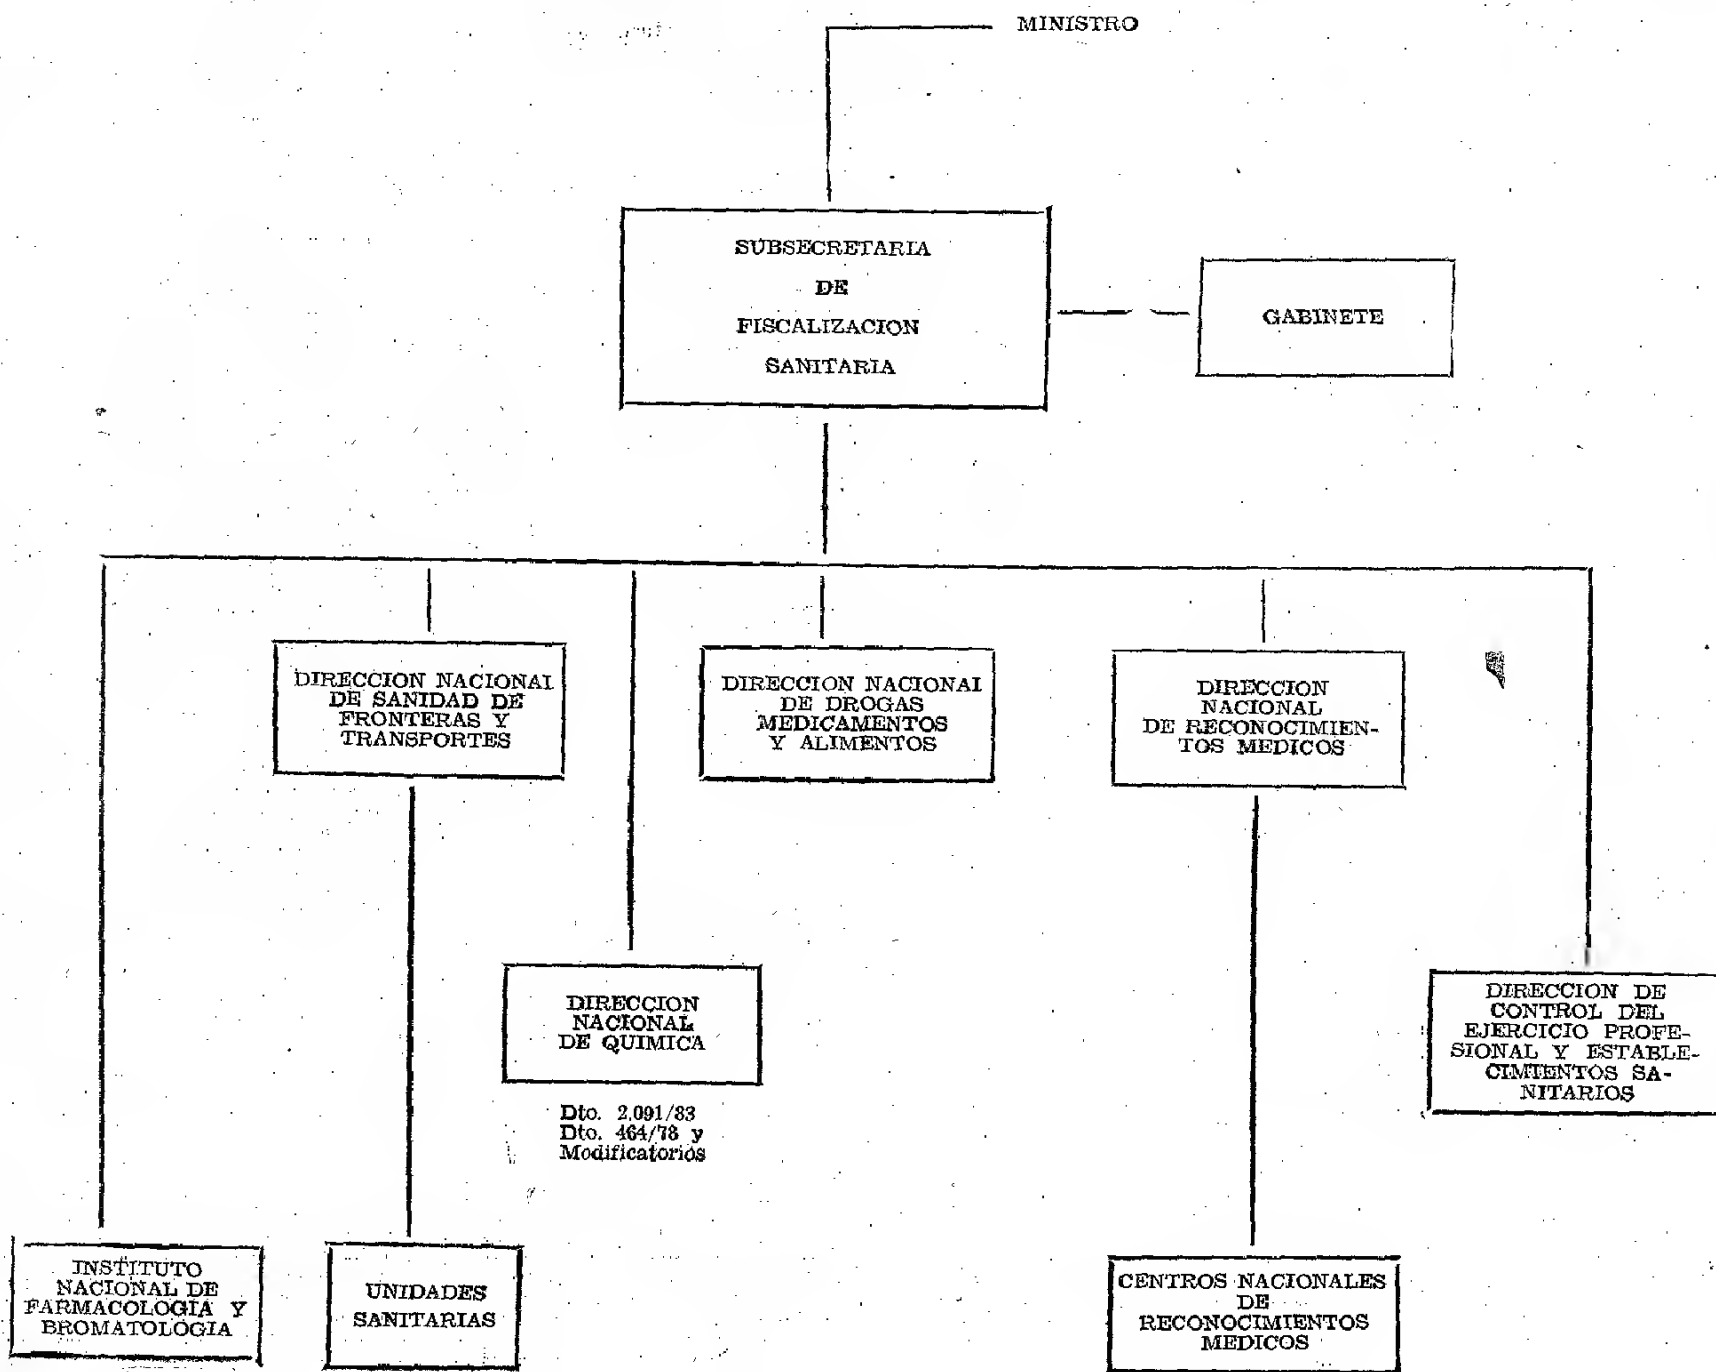 MINISTRO
SUBSECRETARIA
DE
FISCALIZACION
SANITARIA
GABINETE
DIRECCION NACIONAL
DE SANIDAD DE
FRONTERAS Y
TRANSPORTES
DIRECCION NACIONAL
DE DROGAS
MEDICAMENTOS
Y ALIMENTOS
DIRECCION
NACIONAL
DE RECONOCIMIEN-
TOS MEDICOS
DIRECCION
NACIONAL
DE QUIMICA
Dto. 2.091/83
Dto. 464/78 y
Modificatorios
DIRECCION DE
CONTROL DEL
EJERCICIO PROFE-
SIONAL Y ESTABLE-
CIMIENTOS SA-
NITARIOS
INSTITUTO
NACIONAL DE
FARMACOLOGIA Y
BROMATOLOGIA
UNIDADES
SANITARIAS
CENTROS NACIONALES
DE
RECONOCIMIENTOS
MEDICOS